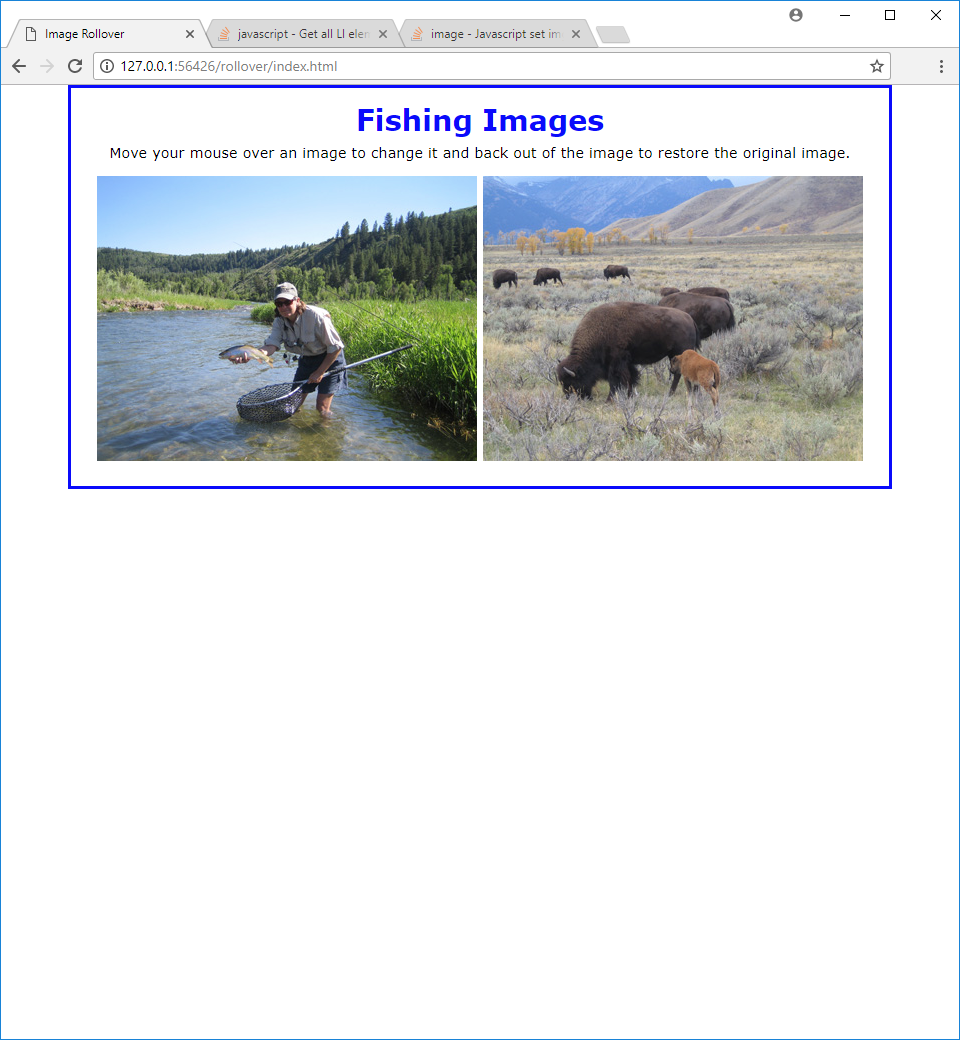 Image Rollover
javascript - Get all LI elen
image - Javascript set im
127.0.0.1:56426/rollover/index.html
Fishing Images
Move your mouse over an image to change it and back out of the image to restore the original image.